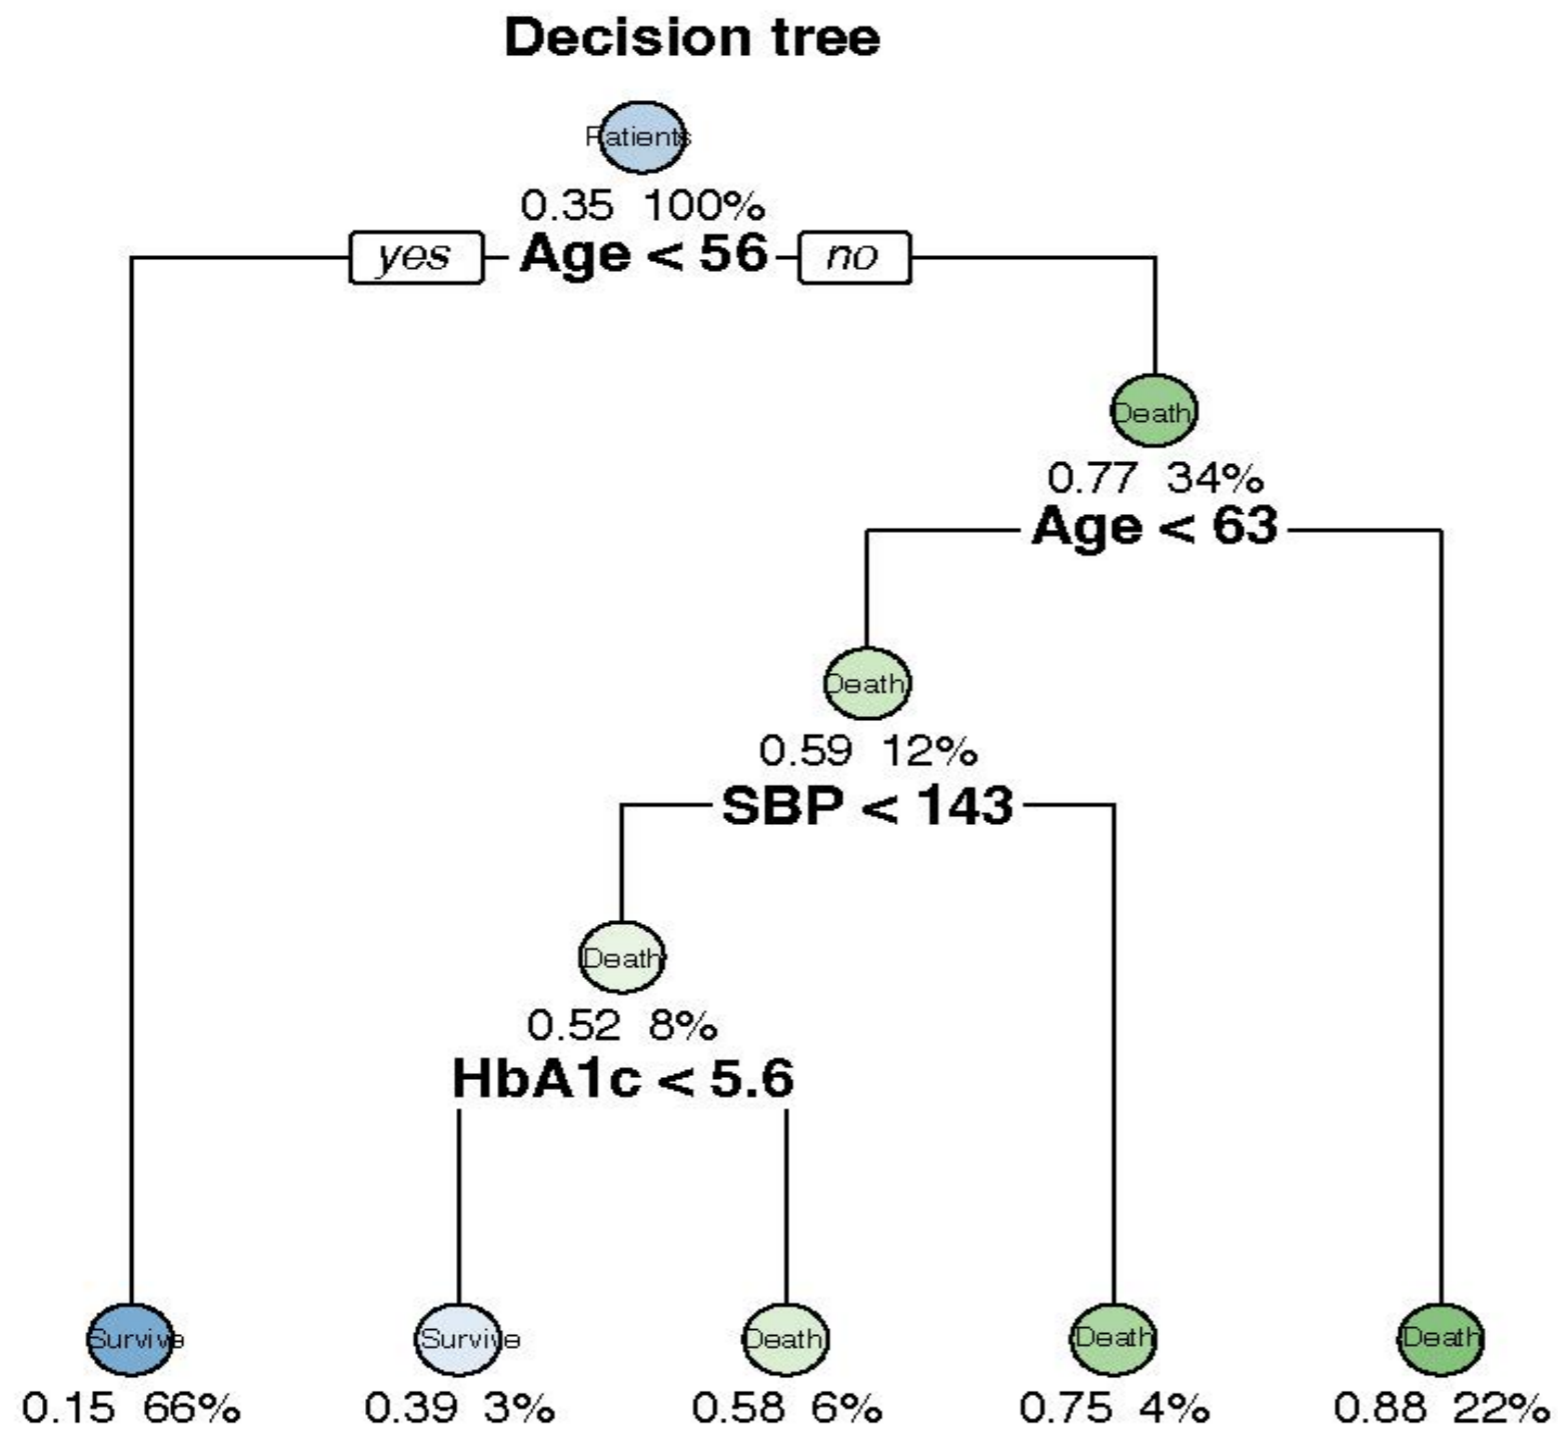 Decision tree
Patients
0.35 100%
yes Age < 56 no
Death
0.77 34%
Age < 63
Death
0.59 12%
SBP < 143
Death
0.52 8%
HbA1c < 5.6
Survive Survive Death Death Death
0.15 66% 0.39 3% 0.58 6% 0.75 4% 0.88 22%